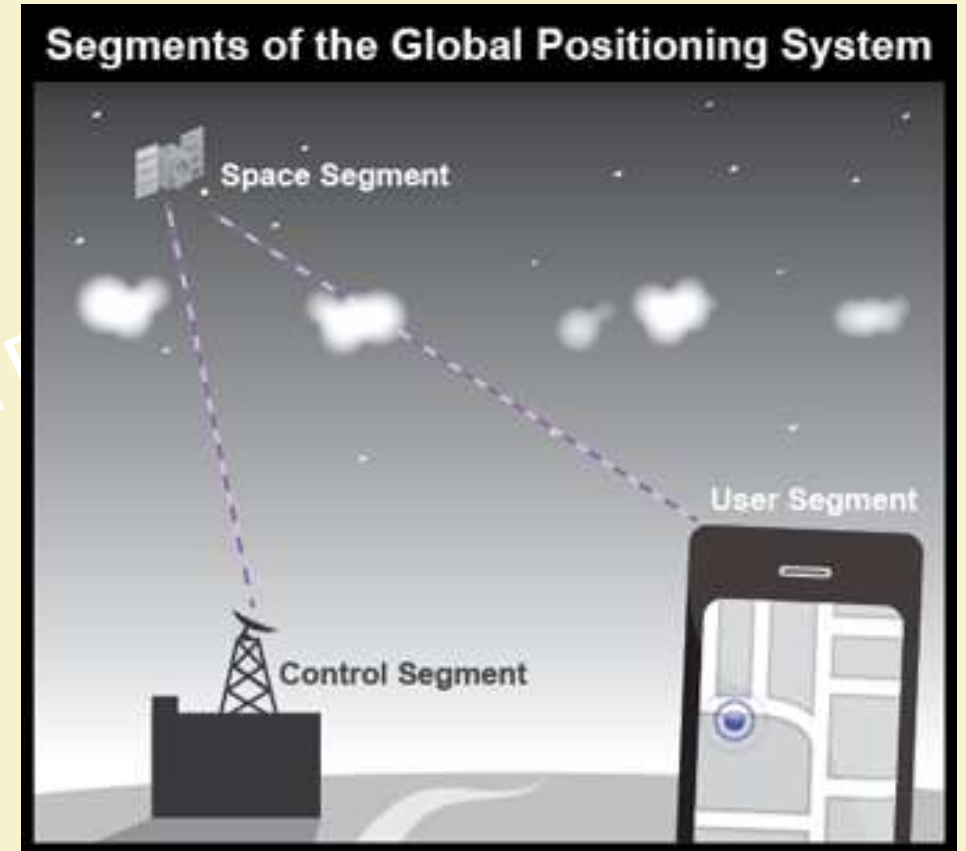 Segments of the Global Positioning System
Space Segment
User Segment
Control Segment